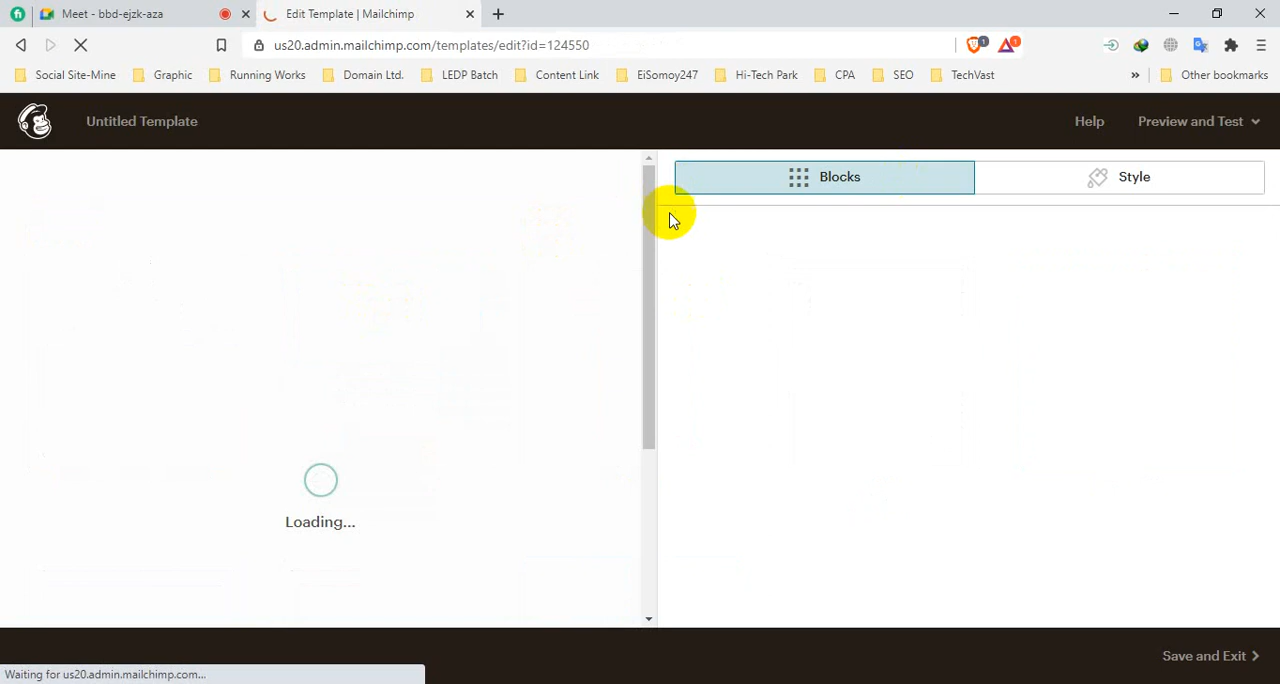 Meet - bbd-ejzk-aza
Edit Template | Mailchimp
us20.admin.mailchimp.com/templates/edit?id=124550
1
1
Social Site-Mine
Graphic
Running Works
Domain Ltd.
LEDP Batch
Content Link
EiSomoy247
Hi-Tech Park
CPA
SEO
TechVast
»
Other bookmarks
Untitled Template
Help
Preview and Test
Blocks
Style
Loading...
Save and Exit
Waiting for us20.admin.mailchimp.com...